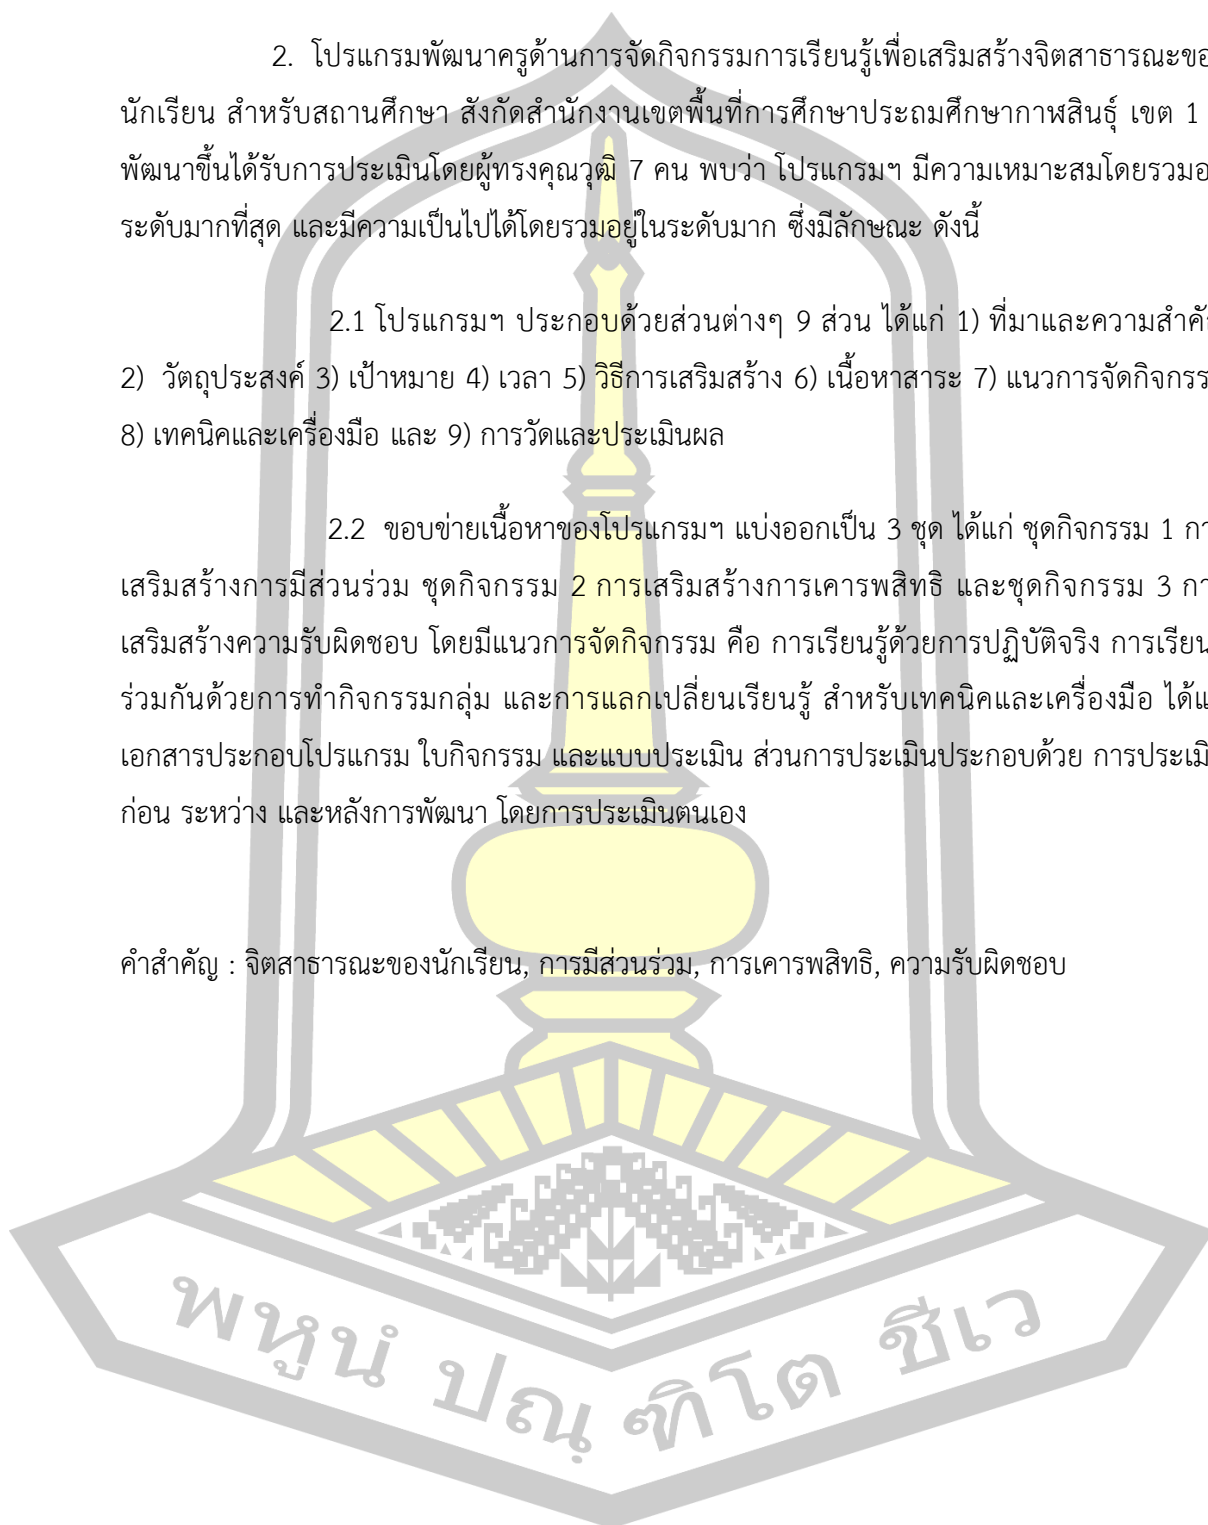 2. โปรแกรมพัฒนาครูด้านการจัดกิจกรรมการเรียนรู้เพื่อเสริมสร้างจิตสาธารณะขอ
นักเรียน สำหรับสถานศึกษา สังกัดสำนักงานเขตพื้นที่การศึกษาประถมศึกษากาฬสินธุ์ เขต 1
พัฒนาขึ้นได้รับการประเมินโดยผู้ทรงคุณวุฒิ 7 คน พบว่า โปรแกรมฯ มีความเหมาะสมโดยรวมอ
ระดับมากที่สุด และมีความเป็นไปได้โดยรวมอยู่ในระดับมาก ซึ่งมีลักษณะ ดังนี้
2.1 โปรแกรมฯ ประกอบด้วยส่วนต่างๆ 9 ส่วน ได้แก่ 1) ที่มาและความสำคั
2) วัตถุประสงค์ 3) เป้าหมาย 4) เวลา 5) วิธีการเสริมสร้าง 6) เนื้อหาสาระ 7) แนวการจัดกิจกรร
8) เทคนิคและเครื่องมือ และ 9) การวัดและประเมินผล
2.2 ขอบข่ายเนื้อหาของโปรแกรมฯ แบ่งออกเป็น 3 ชุด ได้แก่ ชุดกิจกรรม 1 กา
เสริมสร้างการมีส่วนร่วม ชุดกิจกรรม 2 การเสริมสร้างการเคารพสิทธิ และชุดกิจกรรม 3 กา
เสริมสร้างความรับผิดชอบ โดยมีแนวการจัดกิจกรรม คือ การเรียนรู้ด้วยการปฏิบัติจริง การเรียน
ร่วมกันด้วยการทำกิจกรรมกลุ่ม และการแลกเปลี่ยนเรียนรู้ สำหรับเทคนิคและเครื่องมือ ได้แ
เอกสารประกอบโปรแกรม ใบกิจกรรม และแบบประเมิน ส่วนการประเมินประกอบด้วย การประเมิ
ก่อน ระหว่าง และหลังการพัฒนา โดยการประเมินตนเอง
คำสำคัญ : จิตสาธารณะของนักเรียน, การมีส่วนร่วม, การเคารพสิทธิ, ความรับผิดชอบ
พหูนํ ปณฺฑิโต ชีเว